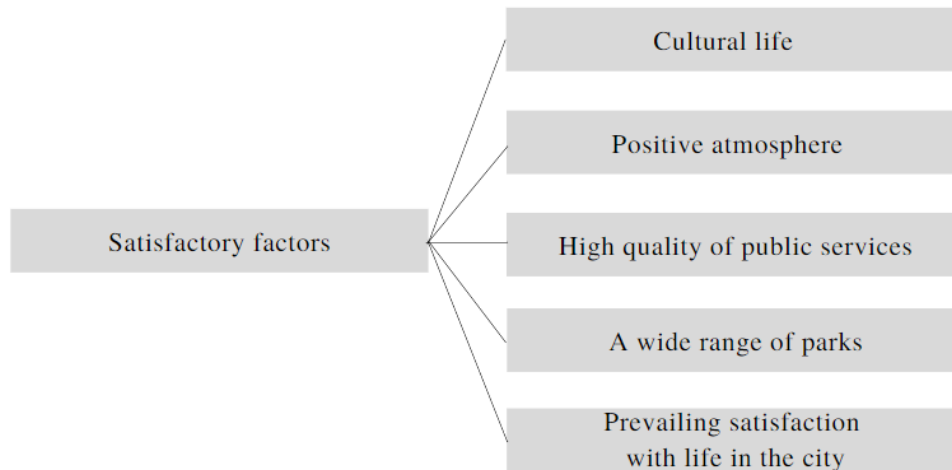 Cultural life
Positive atmosphere
Satisfactory factors
High quality of public services
A wide range of parks
Prevailing satisfaction
with life in the city